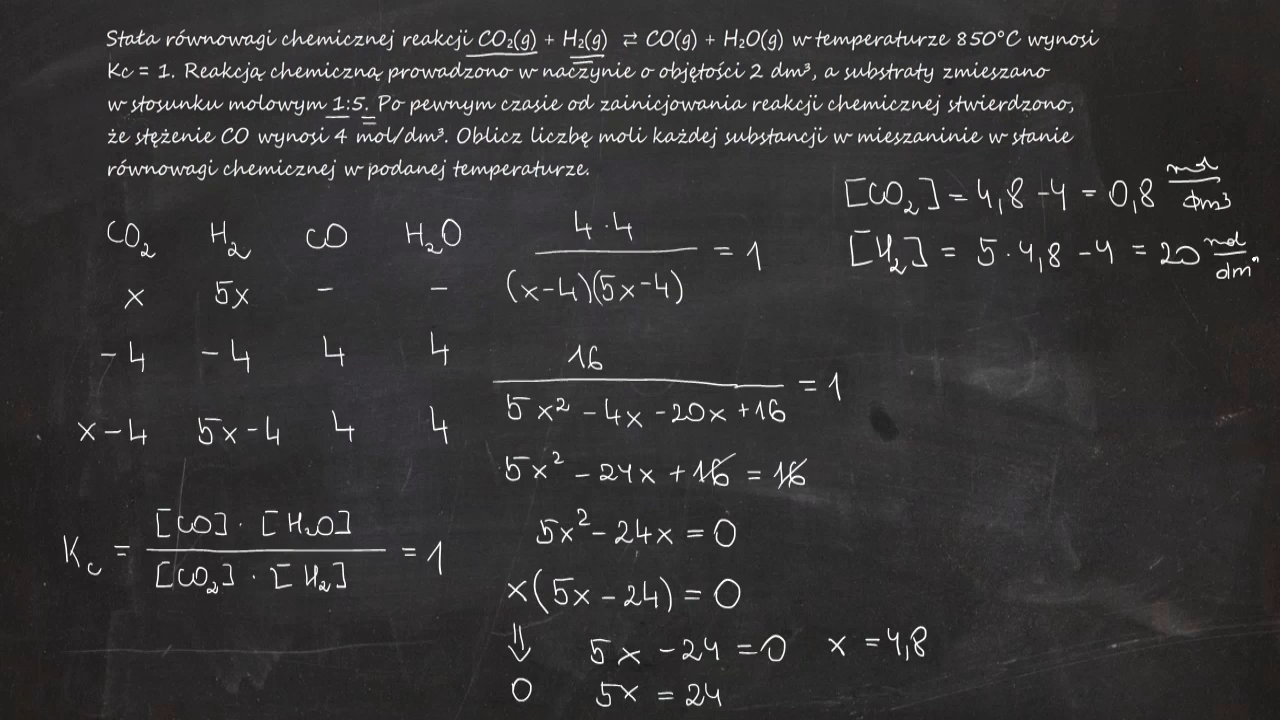 Stała równowagi chemicznej reakcji CO₂(g) + H₂(g) ⇄ CO(g) + H₂O(g) w temperaturze 850°C wynosi
Kc = 1. Reakcją chemiczną prowadzono w naczynie o objętości 2 dm³, a substraty zmieszano
w stosunku molowym 1:5. Po pewnym czasie od zainicjowania reakcji chemicznej stwierdzono,
że stężenie CO wynosi 4 mol/dm³. Oblicz liczbę moli każdej substancji w mieszaninie w stanie
równowagi chemicznej w podanej temperaturze.
[CO₂] = 4,8 - 4 = 0,8 mol/dm³
[H₂] = 5 · 4,8 - 4 = 20 mol/dm³
CO₂ H₂ CO H₂O
x 5x - -
-4 -4 4 4
x-4 5x-4 4 4
Kc = [CO] · [H₂O] / [CO₂] · [H₂] = 1
4 · 4 / (x-4)(5x-4) = 1
16 / 5x² - 4x - 20x + 16 = 1
5x² - 24x + 16 = 16
5x² - 24x = 0
x(5x - 24) = 0
⇓ 5x - 24 = 0 x = 4,8
0 5x = 24